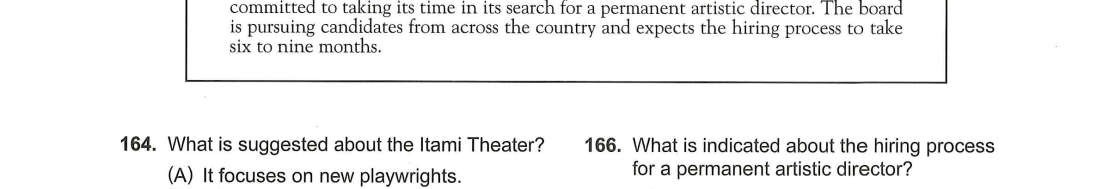 committed to taking its time in its search for a permanent artistic director. The board
is pursuing candidates from across the country and expects the hiring process to take
six to nine months.
164. What is suggested about the Itami Theater?
(A) It focuses on new playwrights.
166. What is indicated about the hiring process
for a permanent artistic director?